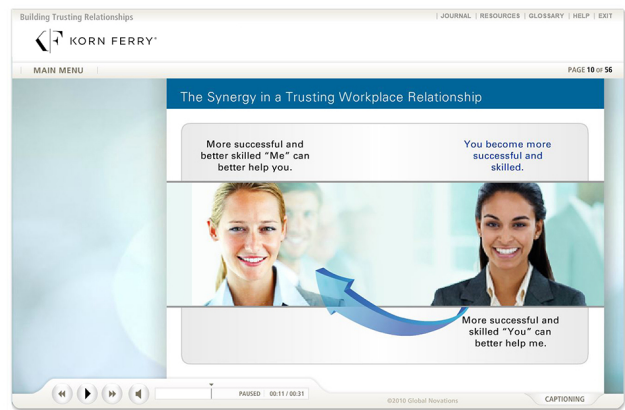 Building Trusting Relationships
| JOURNAL | RESOURCES | GLOSSARY | HELP | EXIT
KF KORN FERRY®
MAIN MENU
PAGE 10 OF 56
The Synergy in a Trusting Workplace Relationship
More successful and
better skilled “Me” can
better help you.
You become more
successful and
skilled.
More successful and
skilled “You” can
better help me.
PAUSED 00:11 / 00:31
©2010 Global Novations
CAPTIONING